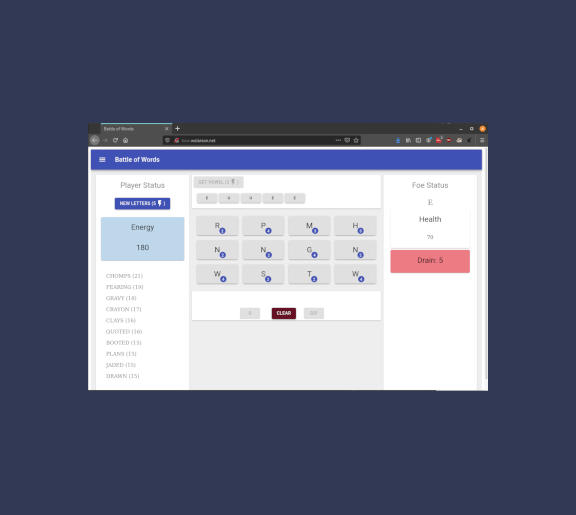 Battle of Words
Battle of Words
Player Status
NEW LETTERS (5 )
Energy
180
CHOMPS (21)
FEARING (19)
GRAVY (18)
CRAYON (17)
CLAYS (16)
QUOTED (16)
BOOTED (15)
PLANS (15)
JADED (15)
DRAWN (15)
GET VOWEL (5 )
R P M H
N N G N
W S T W
CLEAR
Foe Status
E
Health
70
Drain: 5